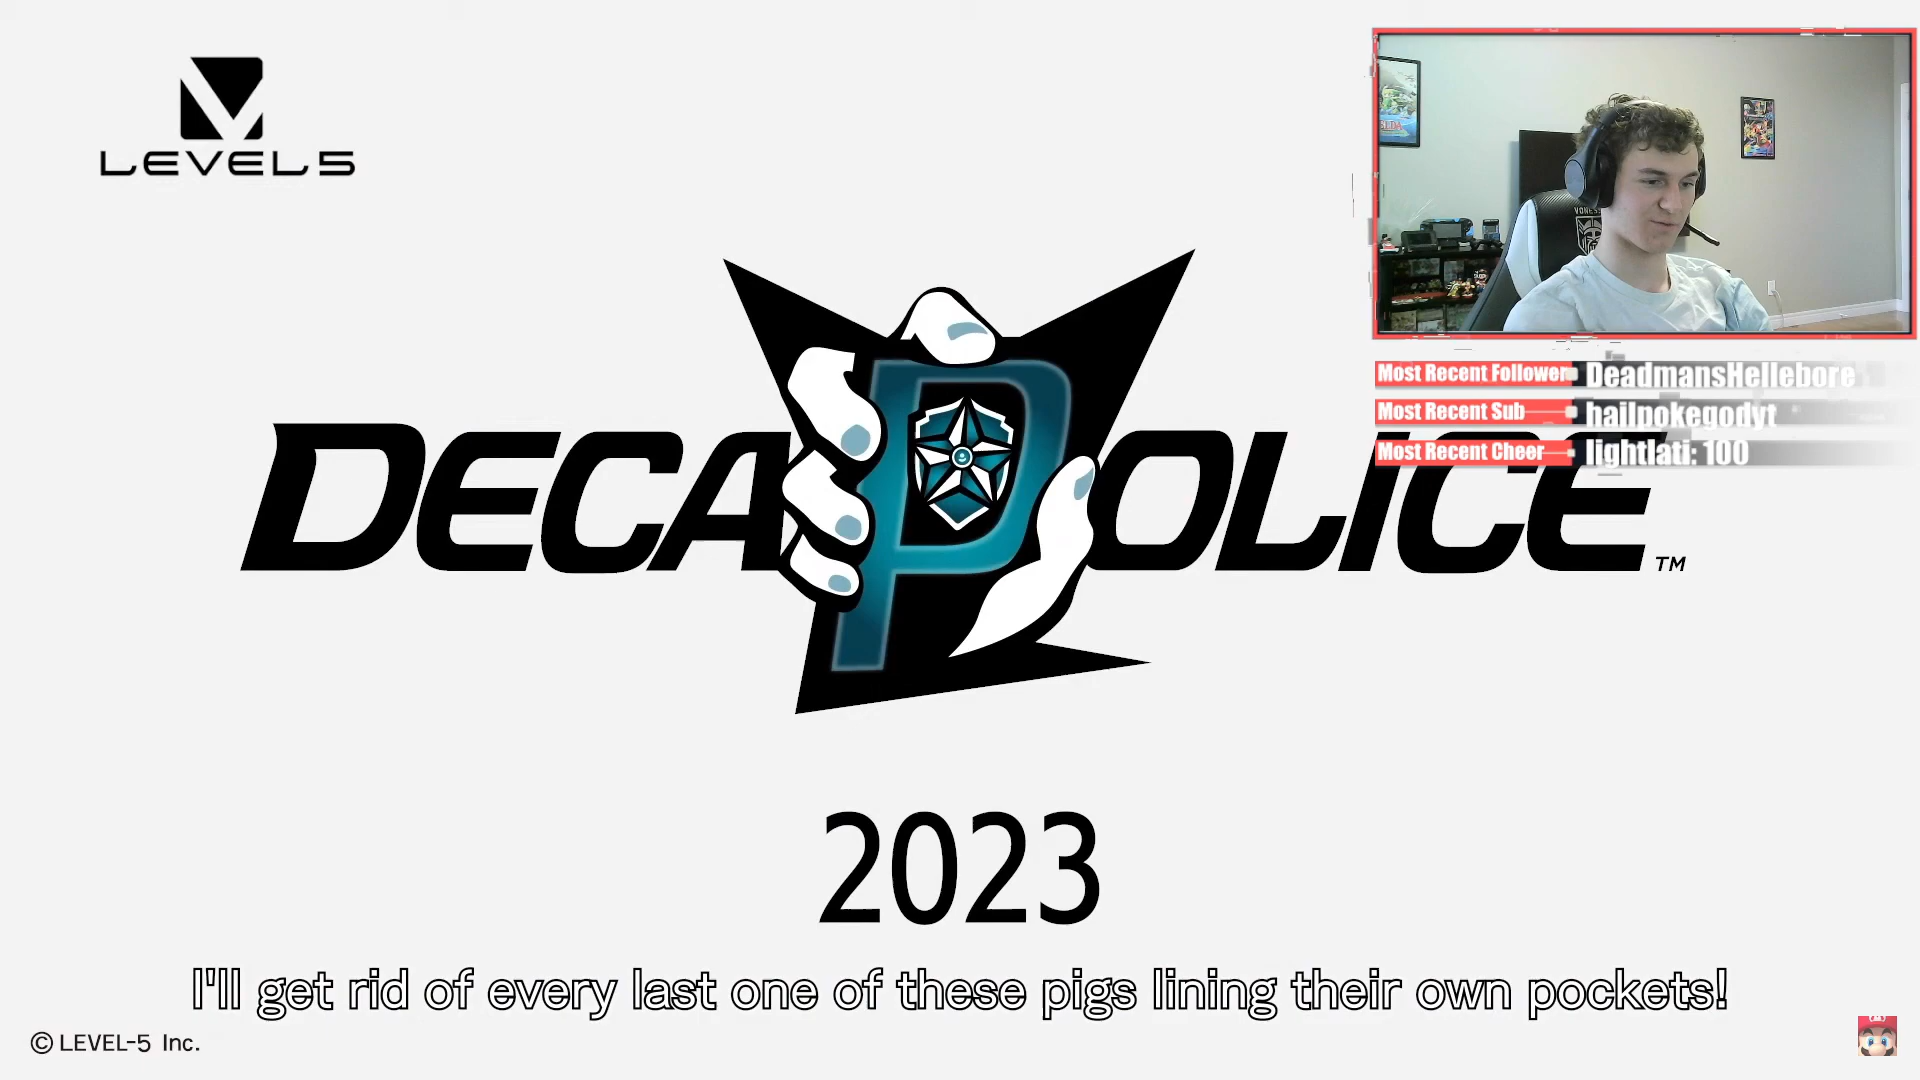 LEVEL5
Most Recent Follower
DeadmansHellebore
Most Recent Sub
hailpokegodyt
Most Recent Cheer
lightlati: 100
DECAPOLICE™
2023
I'll get rid of every last one of these pigs lining their own pockets!
© LEVEL-5 Inc.